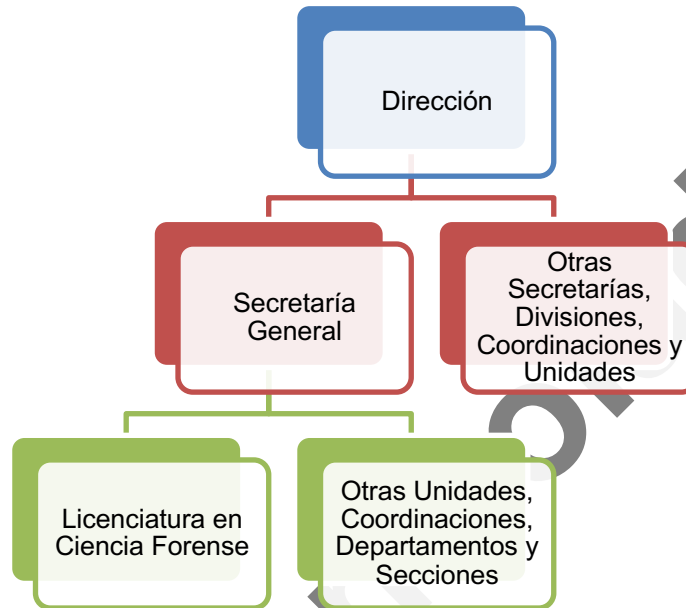 Dirección
Secretaría
General
Otras
Secretarías,
Divisiones,
Coordinaciones y
Unidades
Licenciatura en
Ciencia Forense
Otras Unidades,
Coordinaciones,
Departamentos y
Secciones